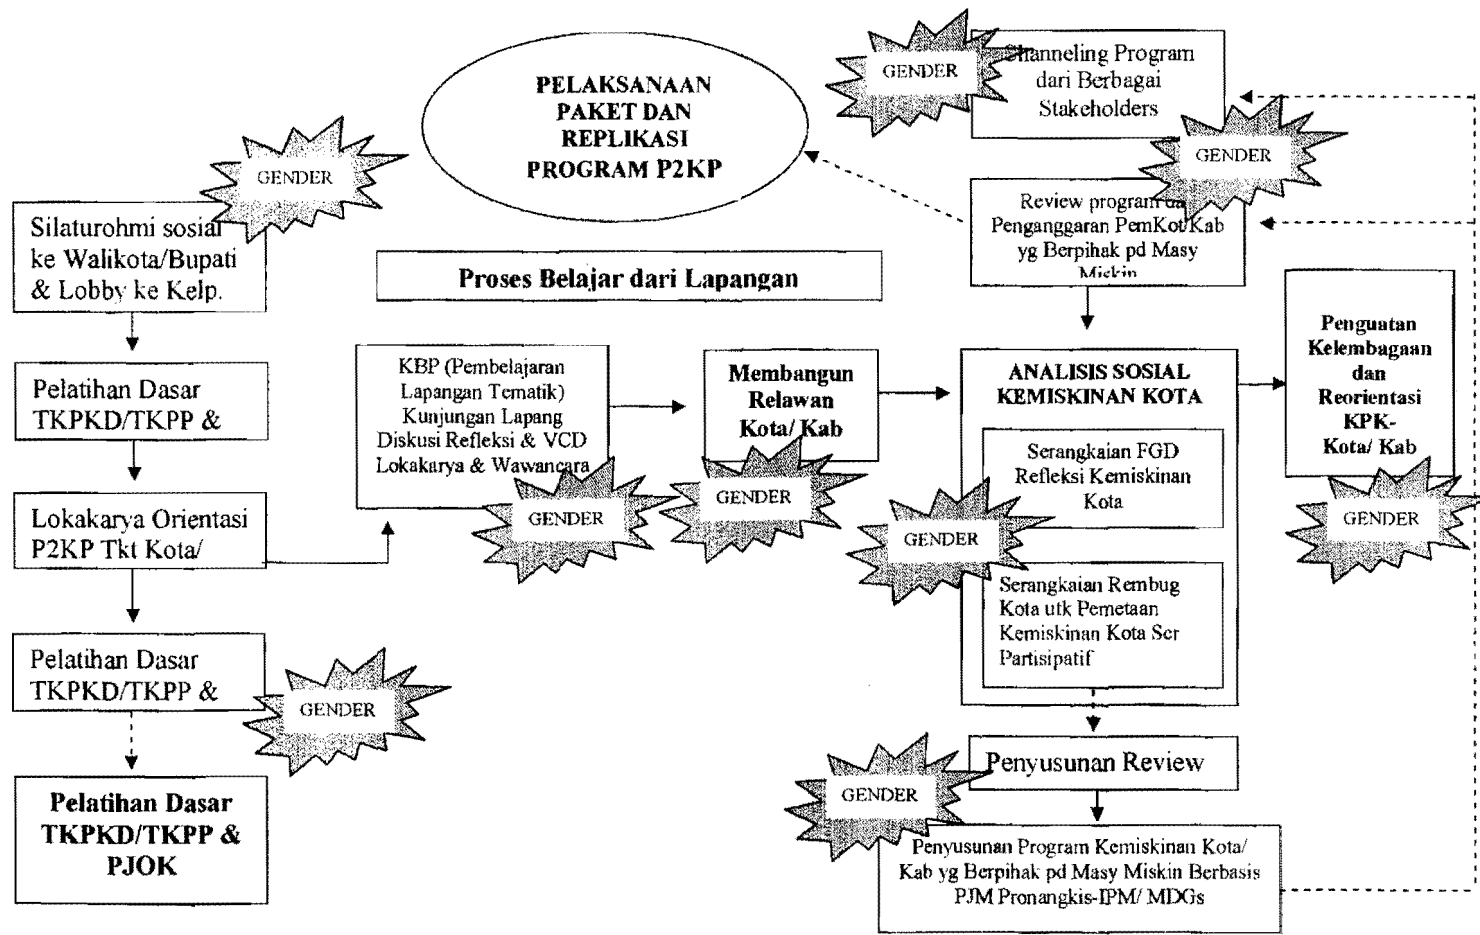 GENDER
Channeling Program
dari Berbagai
Stakeholders
PELAKSANAAN
PAKET DAN
REPLIKASI
PROGRAM P2KP
GENDER
GENDER
Silaturohmi sosial
ke Walikota/Bupati
& Lobby ke Kelp.
Review program
Penganggaran PemKot/Kab
yg Berpihak pd Masy
Miskin
Proses Belajar dari Lapangan
Pelatihan Dasar
TKPKD/TKPP &
KBP (Pembelajaran
Lapangan Tematik)
Kunjungan Lapang
Diskusi Refleksi & VCD
Lokakarya & Wawancara
GENDER
Membangun
Relawan
Kota/ Kab
GENDER
ANALISIS SOSIAL
KEMISKINAN KOTA
Serangkaian FGD
Refleksi Kemiskinan
Kota
GENDER
Serangkaian Rembug
Kota utk Pemetaan
Kemiskinan Kota Scr
Partisipatif
Penguatan
Kelembagaan
dan
Reorientasi
KPK-
Kota/ Kab
GENDER
Lokakarya Orientasi
P2KP Tkt Kota/
Pelatihan Dasar
TKPKD/TKPP &
GENDER
Pelatihan Dasar
TKPKD/TKPP &
PJOK
Penyusunan Review
GENDER
Penyusunan Program Kemiskinan Kota/
Kab yg Berpihak pd Masy Miskin Berbasis
PJM Pronangkis-IPM/ MDGs